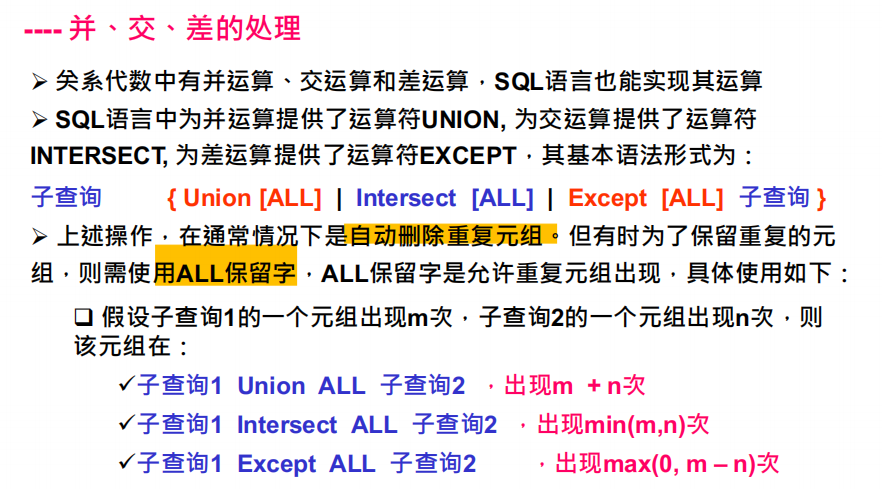 ---- 并、交、差的处理
➢ 关系代数中有并运算、交运算和差运算，SQL语言也能实现其运算
➢ SQL语言中为并运算提供了运算符UNION, 为交运算提供了运算符
INTERSECT, 为差运算提供了运算符EXCEPT，其基本语法形式为：
子查询 { Union [ALL] | Intersect [ALL] | Except [ALL] 子查询 }
➢ 上述操作，在通常情况下是自动删除重复元组。但有时为了保留重复的元
组，则需使用ALL保留字，ALL保留字是允许重复元组出现，具体使用如下：
❑ 假设子查询1的一个元组出现m次，子查询2的一个元组出现n次，则
该元组在：
✓子查询1 Union ALL 子查询2 ，出现m + n次
✓子查询1 Intersect ALL 子查询2 ，出现min(m,n)次
✓子查询1 Except ALL 子查询2 ，出现max(0, m – n)次